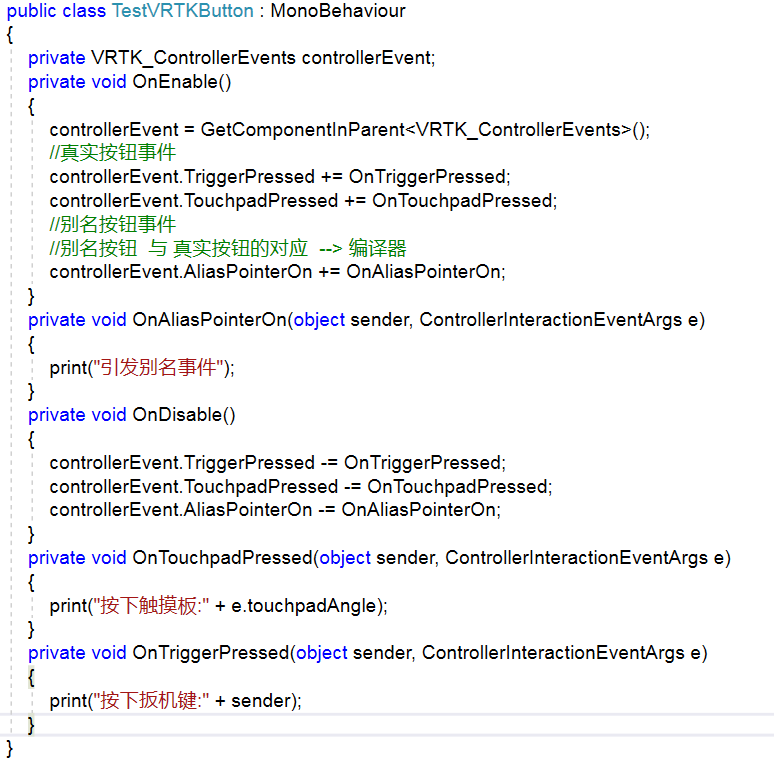 public class TestVRTKButton : MonoBehaviour
{
    private VRTK_ControllerEvents controllerEvent;
    private void OnEnable()
    {
        controllerEvent = GetComponentInParent<VRTK_ControllerEvents>();
        //真实按钮事件
        controllerEvent.TriggerPressed += OnTriggerPressed;
        controllerEvent.TouchpadPressed += OnTouchpadPressed;
        //别名按钮事件
        //别名按钮  与 真实按钮的对应  --> 编译器
        controllerEvent.AliasPointerOn += OnAliasPointerOn;
    }
    private void OnAliasPointerOn(object sender, ControllerInteractionEventArgs e)
    {
        print("引发别名事件");
    }
    private void OnDisable()
    {
        controllerEvent.TriggerPressed -= OnTriggerPressed;
        controllerEvent.TouchpadPressed -= OnTouchpadPressed;
        controllerEvent.AliasPointerOn -= OnAliasPointerOn;
    }
    private void OnTouchpadPressed(object sender, ControllerInteractionEventArgs e)
    {
        print("按下触摸板:" + e.touchpadAngle);
    }
    private void OnTriggerPressed(object sender, ControllerInteractionEventArgs e)
    {
        print("按下扳机键:" + sender);
    }
}